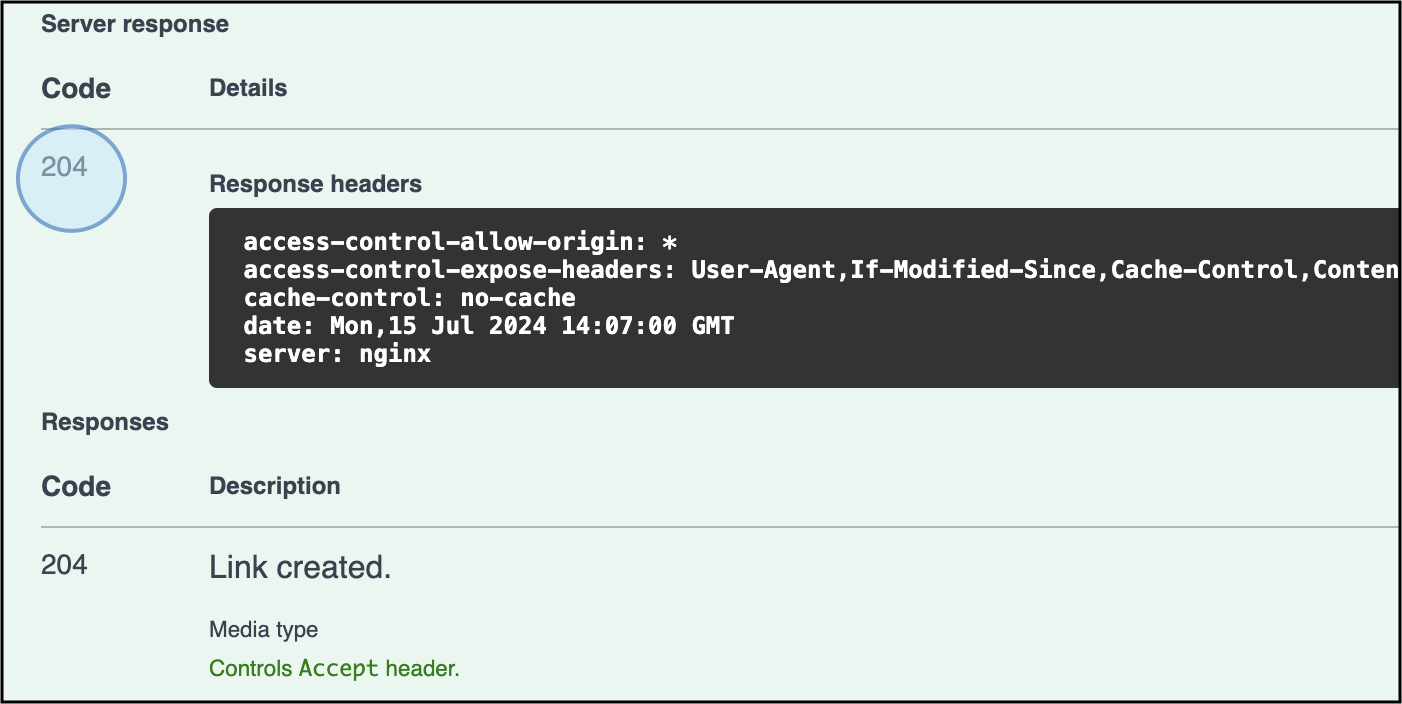 Server response
Code Details
204
Response headers
access-control-allow-origin: *
access-control-expose-headers: User-Agent,If-Modified-Since,Cache-Control,Conten
cache-control: no-cache
date: Mon,15 Jul 2024 14:07:00 GMT
server: nginx
Responses
Code Description
204 Link created.
Media type
Controls Accept header.